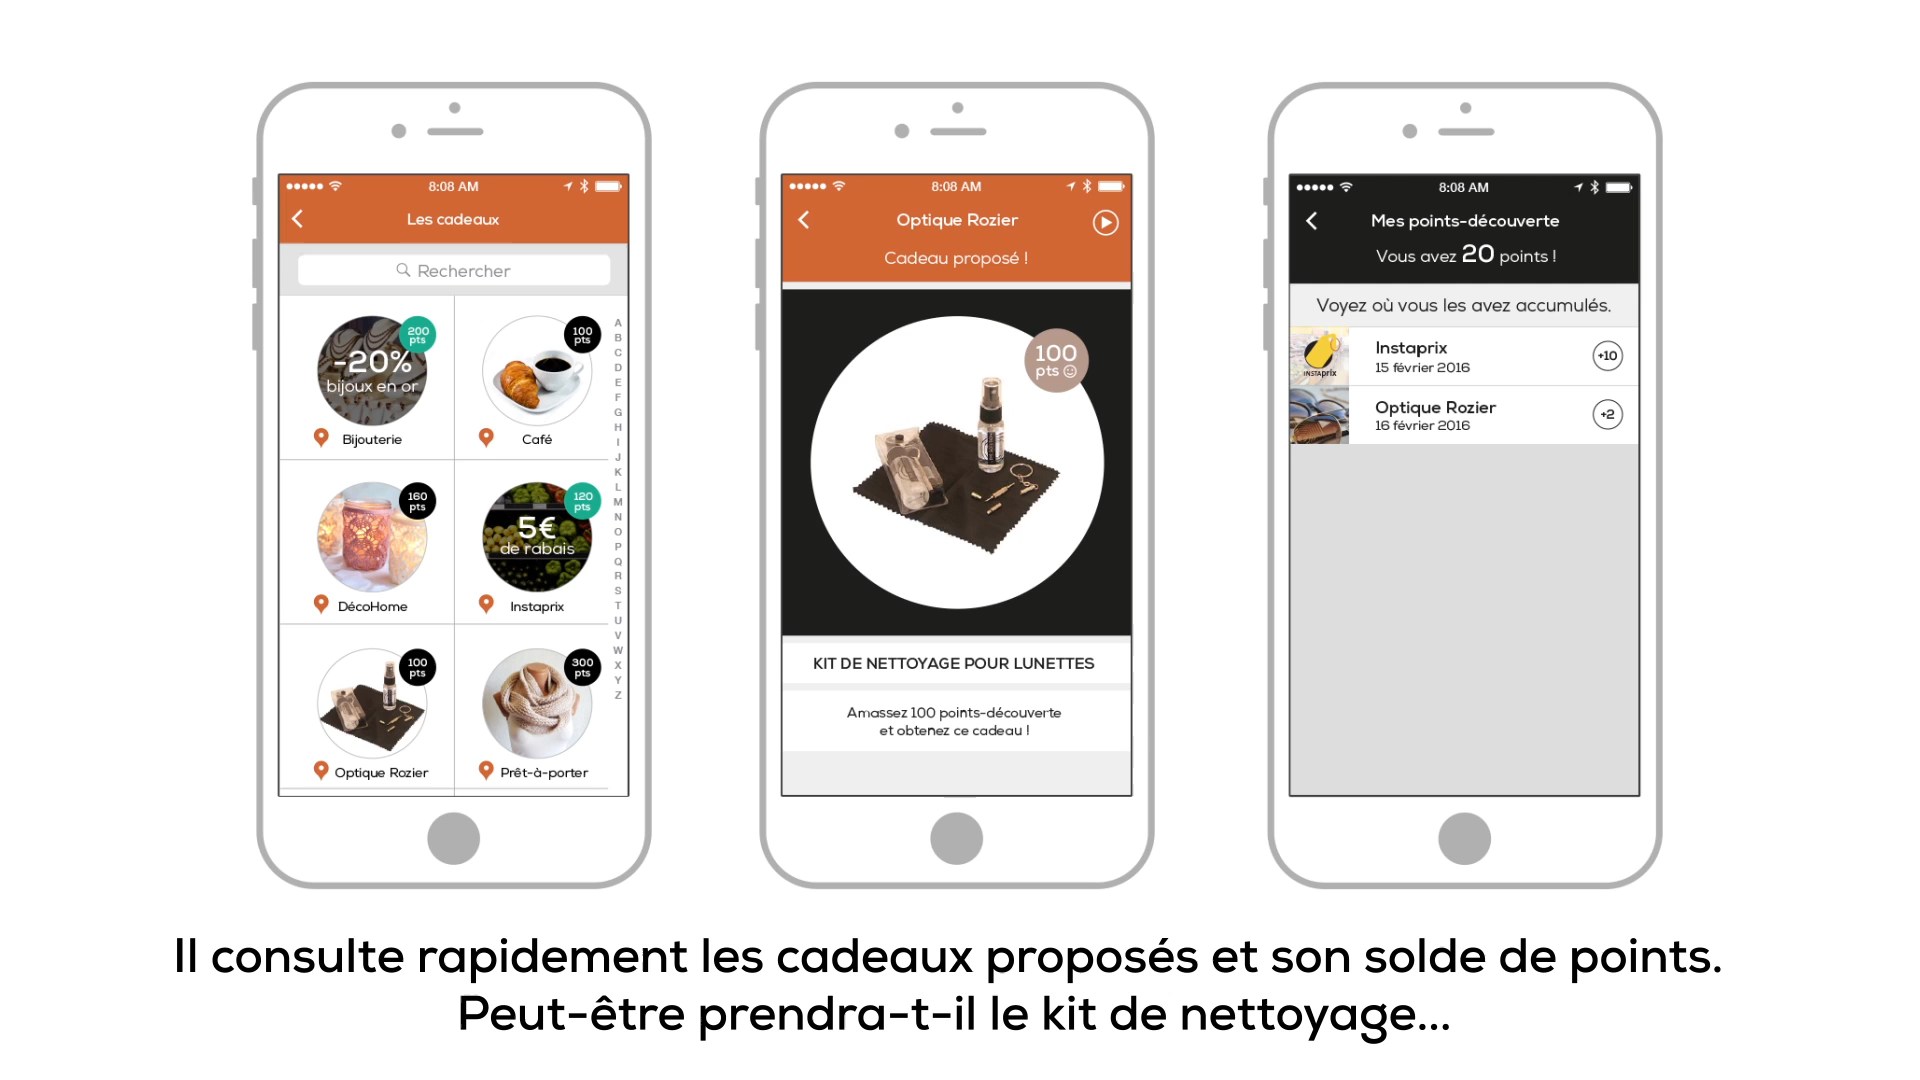 8:08 AM
Les cadeaux
Rechercher
200
pts
-20%
bijoux en or
Bijouterie
100
pts
Café
160
pts
DécoHome
120
pts
5€
de rabais
Instaprix
100
pts
Optique Rozier
300
pts
Prêt-à-porter
A
B
C
D
E
F
G
H
I
J
K
L
M
N
O
P
Q
R
S
T
U
V
W
X
Y
Z
8:08 AM
Optique Rozier
Cadeau proposé !
100
pts
KIT DE NETTOYAGE POUR LUNETTES
Amassez 100 points-découverte
et obtenez ce cadeau !
8:08 AM
Mes points-découverte
Vous avez 20 points !
Voyez où vous les avez accumulés.
INSTAprix
Instaprix
15 février 2016
+10
Optique Rozier
16 février 2016
+2
Il consulte rapidement les cadeaux proposés et son solde de points.
Peut-être prendra-t-il le kit de nettoyage...